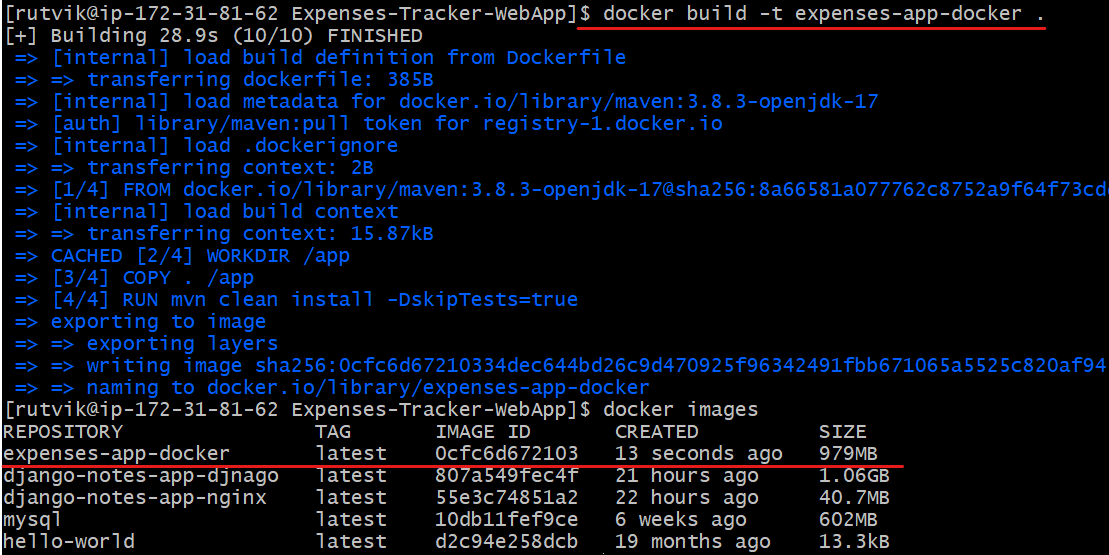 [rutvik@ip-172-31-81-62 Expenses-Tracker-WebApp]$ docker build -t expenses-app-docker .
[+] Building 28.9s (10/10) FINISHED
=> [internal] load build definition from Dockerfile
=> => transferring dockerfile: 385B
=> [internal] load metadata for docker.io/library/maven:3.8.3-openjdk-17
=> [auth] library/maven:pull token for registry-1.docker.io
=> [internal] load .dockerignore
=> => transferring context: 2B
=> [1/4] FROM docker.io/library/maven:3.8.3-openjdk-17@sha256:8a66581a077762c8752a9f64f73cd
=> [internal] load build context
=> => transferring context: 15.87kB
=> CACHED [2/4] WORKDIR /app
=> [3/4] COPY . /app
=> [4/4] RUN mvn clean install -DskipTests=true
=> exporting to image
=> => exporting layers
=> => writing image sha256:0cfc6d67210334dec644bd26c9d470925f96342491fbb671065a5525c820af94
=> => naming to docker.io/library/expenses-app-docker
[rutvik@ip-172-31-81-62 Expenses-Tracker-WebApp]$ docker images
REPOSITORY TAG IMAGE ID CREATED SIZE
expenses-app-docker latest 0cfc6d672103 13 seconds ago 979MB
django-notes-app-djnago latest 807a549fec4f 21 hours ago 1.06GB
django-notes-app-nginx latest 55e3c74851a2 22 hours ago 40.7MB
mysql latest 10db11fef9ce 6 weeks ago 602MB
hello-world latest d2c94e258dcb 19 months ago 13.3kB